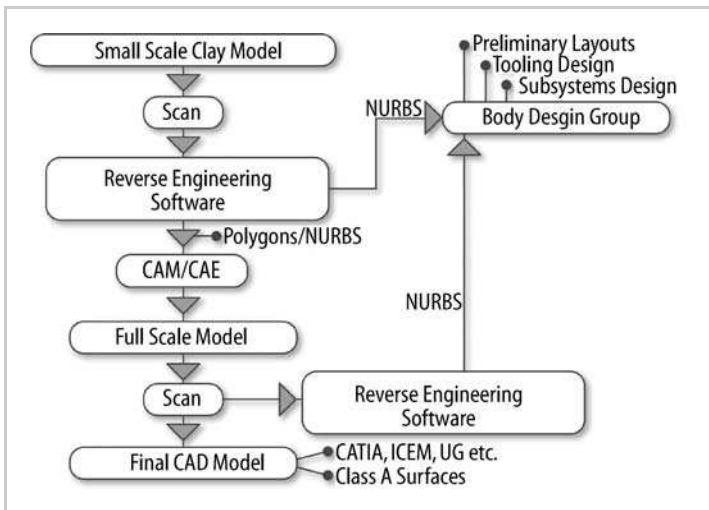 Small Scale Clay Model
Scan
Reverse Engineering
Software
Polygons/NURBS
CAM/CAE
Full Scale Model
Scan
Final CAD Model
CATIA, ICEM, UG etc.
Class A Surfaces
Reverse Engineering
Software
NURBS
NURBS
Preliminary Layouts
Tooling Design
Subsystems Design
Body Desgin Group